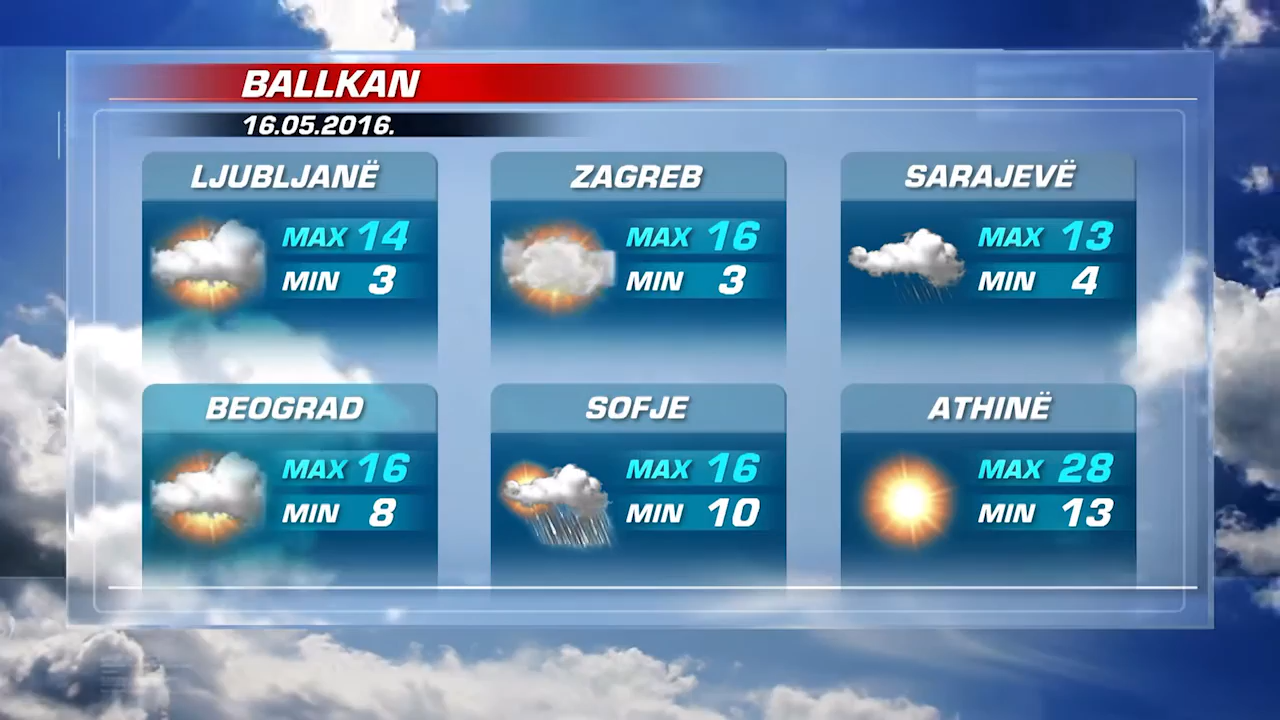 BALLKAN
16.05.2016.
LJUBLJANË
MAX 14
MIN 3
ZAGREB
MAX 16
MIN 3
SARAJEVË
MAX 13
MIN 4
BEOGRAD
MAX 16
MIN 8
SOFJE
MAX 16
MIN 10
ATHINË
MAX 28
MIN 13